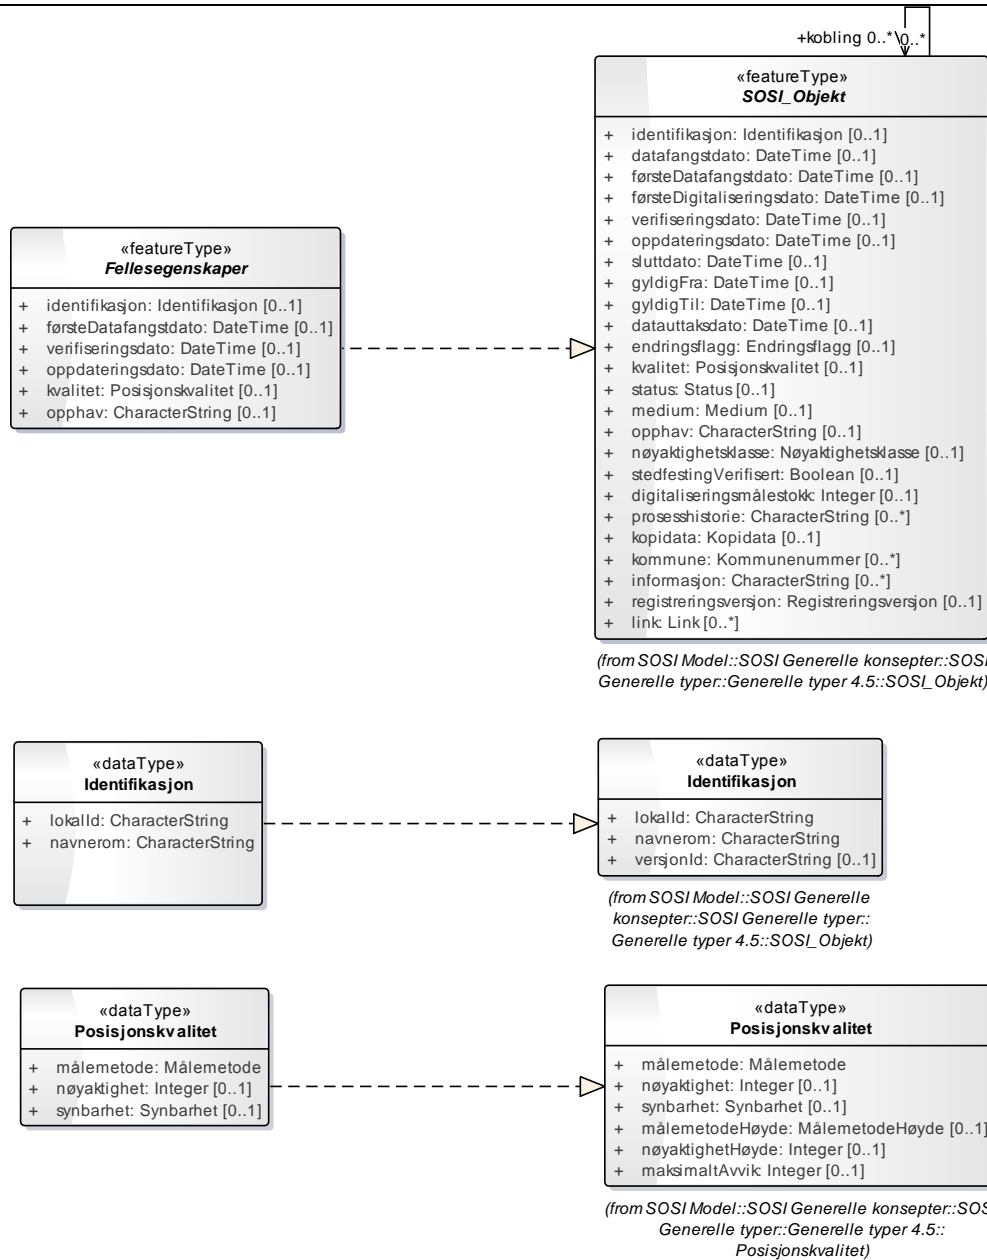 +kobling 0..* 0..*
«featureType»
SOSI_Objekt
+ identifikasjon: Identifikasjon [0..1]
+ datafangstdato: DateTime [0..1]
+ førsteDatafangstdato: DateTime [0..1]
+ førsteDigitaliseringsdato: DateTime [0..1]
+ verifiseringsdato: DateTime [0..1]
+ oppdateringsdato: DateTime [0..1]
+ sluttdato: DateTime [0..1]
+ gyldigFra: DateTime [0..1]
+ gyldigTil: DateTime [0..1]
+ datauttaksdato: DateTime [0..1]
+ endringsflagg: Endringsflagg [0..1]
+ kvalitet: Posisjonskvalitet [0..1]
+ status: Status [0..1]
+ medium: Medium [0..1]
+ opphav: CharacterString [0..1]
+ nøyaktighetsklasse: Nøyaktighetsklasse [0..1]
+ stedfestingVerifisert: Boolean [0..1]
+ digitaliseringsmålestokk: Integer [0..1]
+ prosesshistorie: CharacterString [0..*]
+ kopidata: Kopidata [0..1]
+ kommune: Kommunenummer [0..*]
+ informasjon: CharacterString [0..*]
+ registreringsversjon: Registreringsversjon [0..1]
+ link: Link [0..*]
(from SOSI Model::SOSI Generelle konsepter::SOSI
Generelle typer::Generelle typer 4.5::SOSI_Objekt)
«featureType»
Fellesegenskaper
+ identifikasjon: Identifikasjon [0..1]
+ førsteDatafangstdato: DateTime [0..1]
+ verifiseringsdato: DateTime [0..1]
+ oppdateringsdato: DateTime [0..1]
+ kvalitet: Posisjonskvalitet [0..1]
+ opphav: CharacterString [0..1]
«dataType»
Identifikasjon
+ lokalId: CharacterString
+ navnerom: CharacterString
«dataType»
Identifikasjon
+ lokalId: CharacterString
+ navnerom: CharacterString
+ versjonId: CharacterString [0..1]
(from SOSI Model::SOSI Generelle
konsepter::SOSI Generelle typer::
Generelle typer 4.5::SOSI_Objekt)
«dataType»
Posisjonskvalitet
+ målemetode: Målemetode
+ nøyaktighet: Integer [0..1]
+ synbarhet: Synbarhet [0..1]
«dataType»
Posisjonskvalitet
+ målemetode: Målemetode
+ nøyaktighet: Integer [0..1]
+ synbarhet: Synbarhet [0..1]
+ målemetodeHøyde: MålemetodeHøyde [0..1]
+ nøyaktighetHøyde: Integer [0..1]
+ maksimaltAvvik: Integer [0..1]
(from SOSI Model::SOSI Generelle konsepter::SOS
Generelle typer::Generelle typer 4.5::
Posisjonskvalitet)